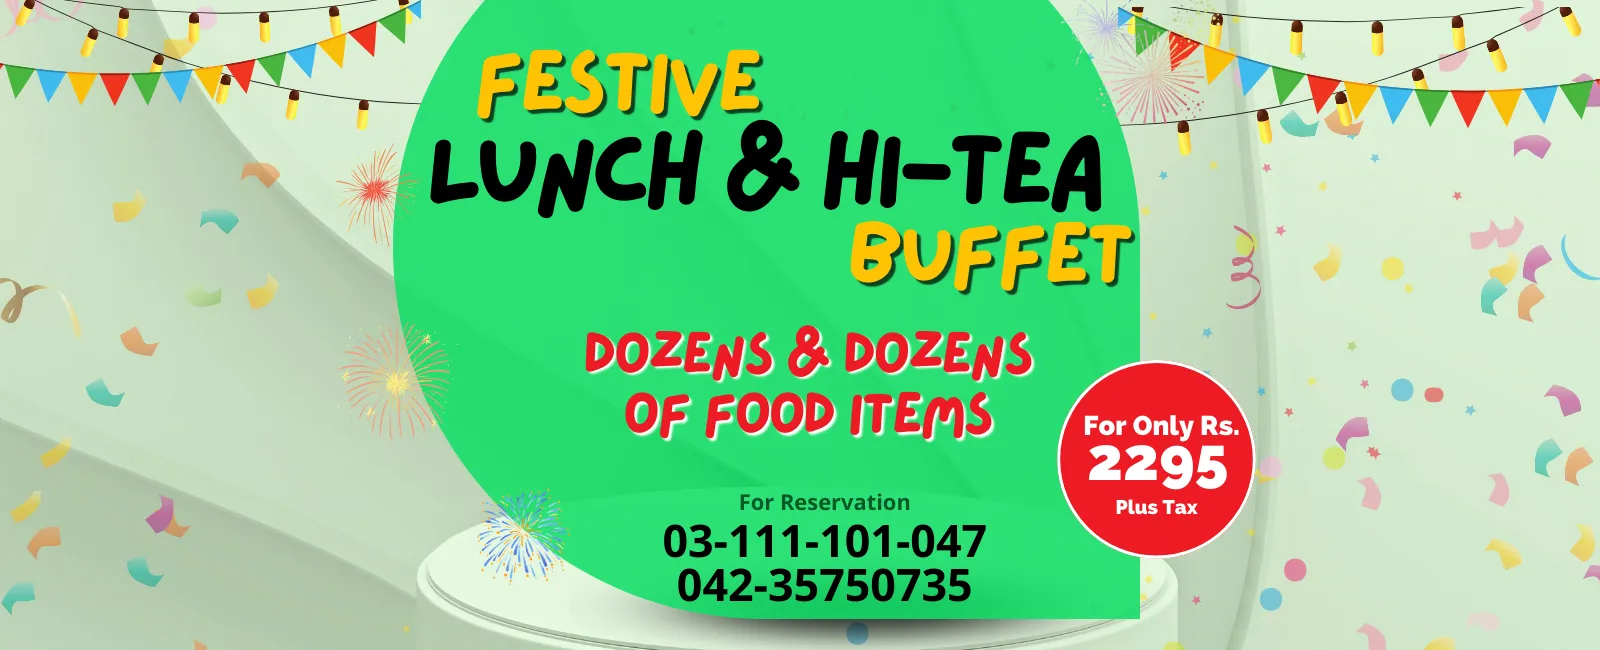 FESTIVE
LUNCH & HI-TEA
BUFFET
DOZENS & DOZENS
OF FOOD ITEMS
For Only Rs.
2295
Plus Tax
For Reservation
03-111-101-047
042-35750735